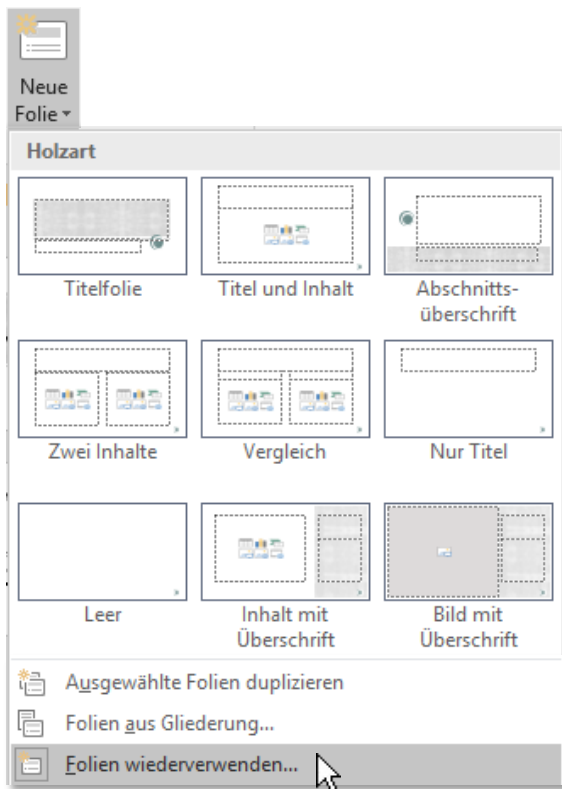 Neue
Folie
Holzart
Titelfolie
Titel und Inhalt
Abschnitts-
überschrift
Zwei Inhalte
Vergleich
Nur Titel
Leer
Inhalt mit
Überschrift
Bild mit
Überschrift
Ausgewählte Folien duplizieren
Folien aus Gliederung...
Folien wiederverwenden...